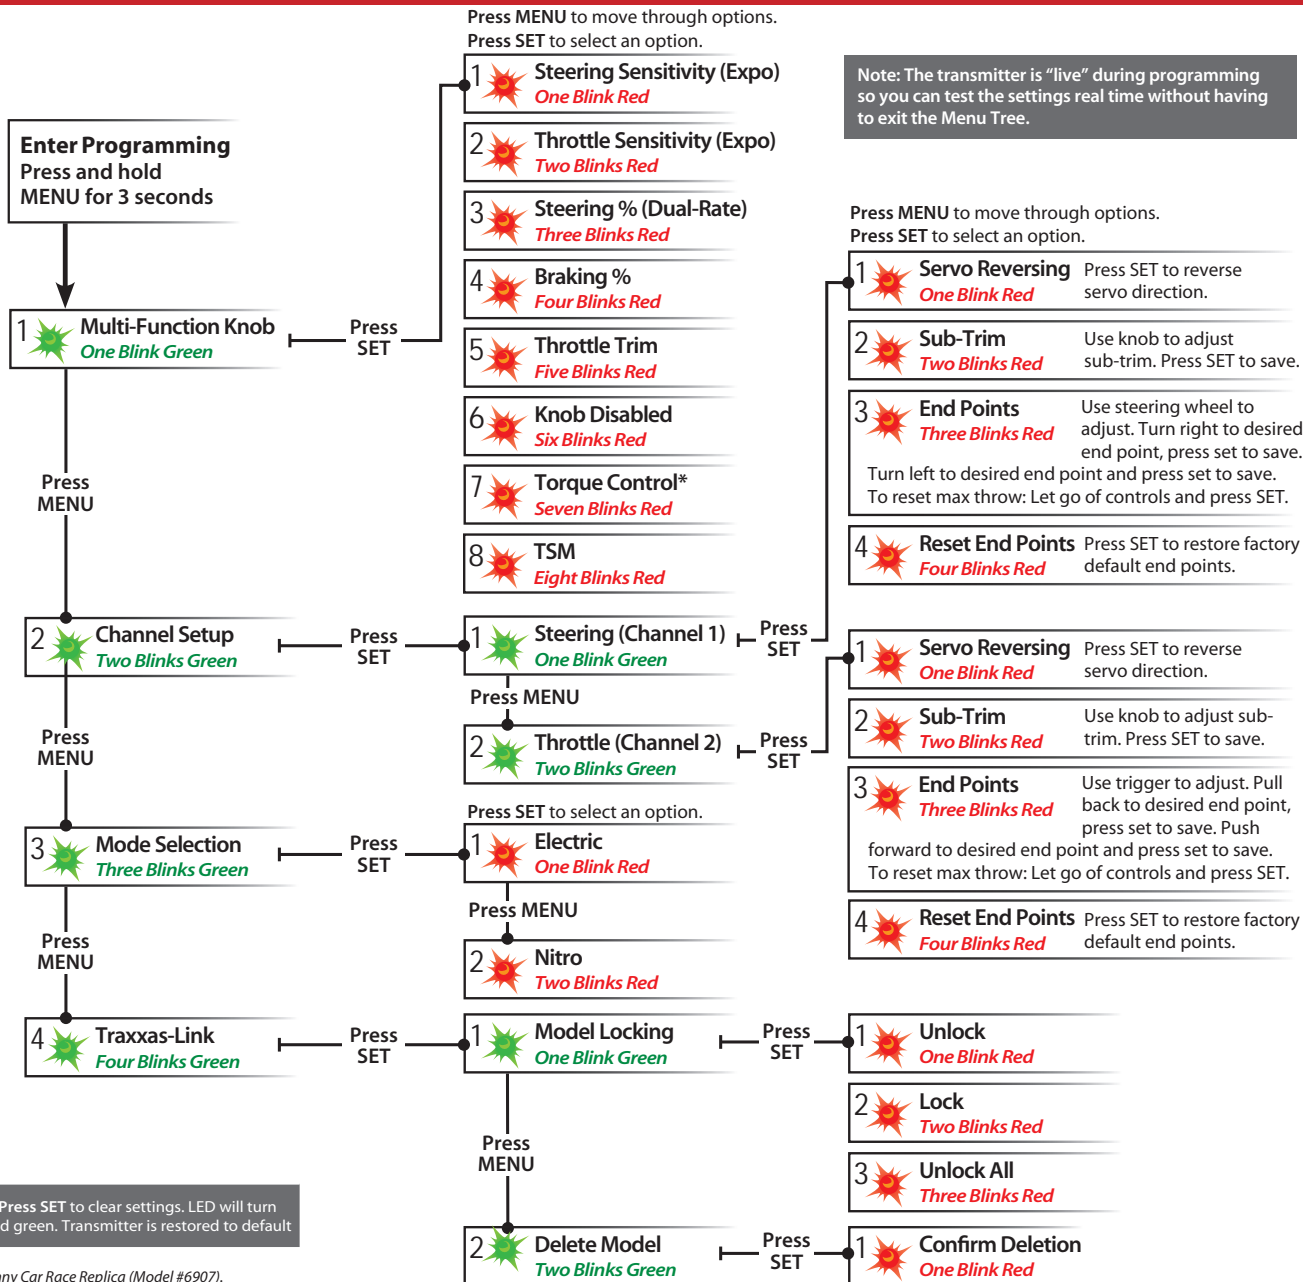 Press MENU to move through options.
Press SET to select an option.
1 Steering Sensitivity (Expo)
One Blink Red
2 Throttle Sensitivity (Expo)
Two Blinks Red
3 Steering % (Dual-Rate)
Three Blinks Red
4 Braking %
Four Blinks Red
5 Throttle Trim
Five Blinks Red
6 Knob Disabled
Six Blinks Red
7 Torque Control*
Seven Blinks Red
8 TSM
Eight Blinks Red
Note: The transmitter is “live” during programming
so you can test the settings real time without having
to exit the Menu Tree.
Enter Programming
Press and hold
MENU for 3 seconds
1 Multi-Function Knob
One Blink Green
Press
SET
Press
MENU
2 Channel Setup
Two Blinks Green
Press
SET
1 Steering (Channel 1)
One Blink Green
Press
SET
Press MENU
2 Throttle (Channel 2)
Two Blinks Green
Press
SET
Press MENU to move through options.
Press SET to select an option.
1 Servo Reversing
One Blink Red
Press SET to reverse
servo direction.
2 Sub-Trim
Two Blinks Red
Use knob to adjust
sub-trim. Press SET to save.
3 End Points
Three Blinks Red
Use steering wheel to
adjust. Turn right to desired
end point, press set to save.
Turn left to desired end point and press set to save.
To reset max throw: Let go of controls and press SET.
4 Reset End Points
Four Blinks Red
Press SET to restore factory
default end points.
1 Servo Reversing
One Blink Red
Press SET to reverse
servo direction.
2 Sub-Trim
Two Blinks Red
Use knob to adjust sub-
trim. Press SET to save.
3 End Points
Three Blinks Red
Use trigger to adjust. Pull
back to desired end point,
press set to save. Push
forward to desired end point and press set to save.
To reset max throw: Let go of controls and press SET.
4 Reset End Points
Four Blinks Red
Press SET to restore factory
default end points.
Press
MENU
3 Mode Selection
Three Blinks Green
Press
SET
Press SET to select an option.
1 Electric
One Blink Red
Press MENU
2 Nitro
Two Blinks Red
Press
MENU
4 Traxxas-Link
Four Blinks Green
Press
SET
1 Model Locking
One Blink Green
Press
SET
1 Unlock
One Blink Red
2 Lock
Two Blinks Red
3 Unlock All
Three Blinks Red
Press
MENU
2 Delete Model
Two Blinks Green
Press
SET
1 Confirm Deletion
One Blink Red
Press SET to clear settings. LED will turn
d green. Transmitter is restored to default
ny Car Race Replica (Model #6907).